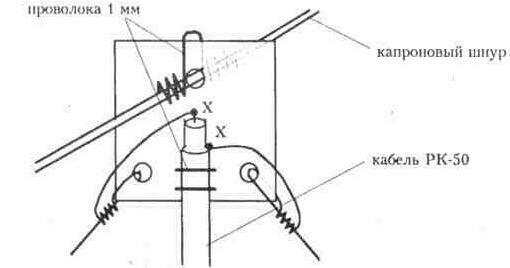 проволока 1 мм
капроновый шнур
X
X
кабель РК-50